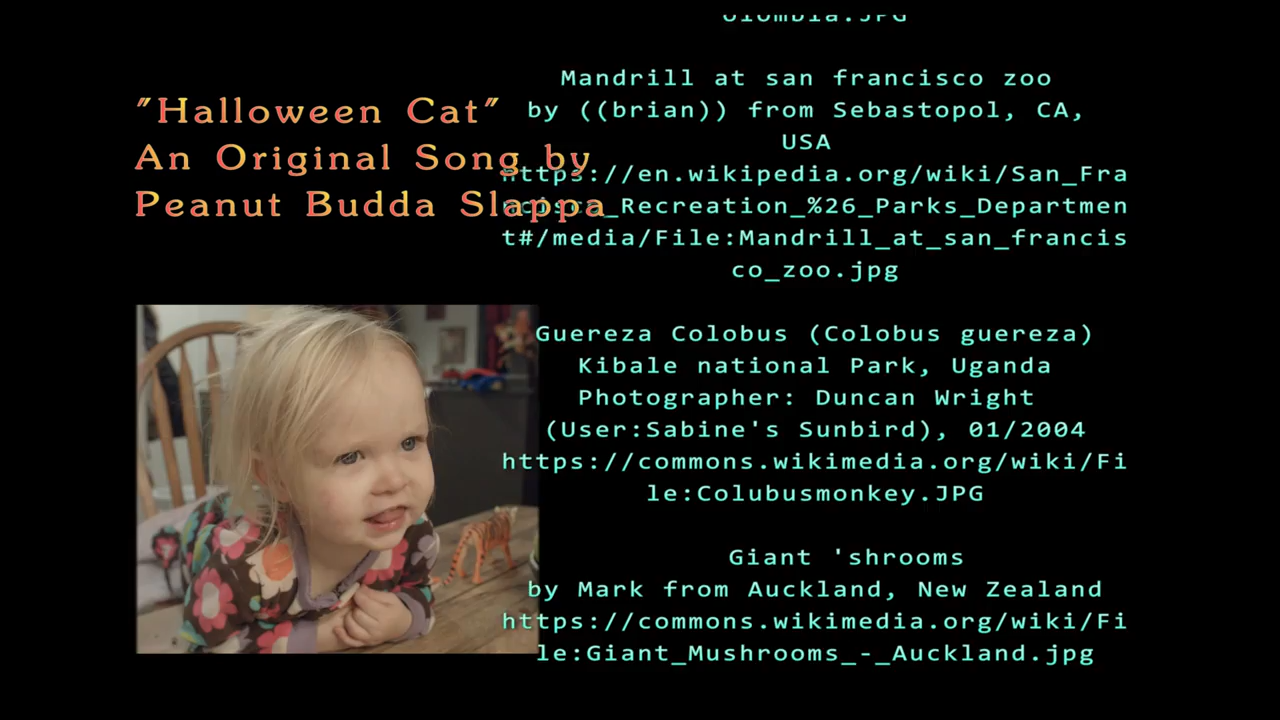 "Halloween Cat"
An Original Song by
Peanut Budda Slappa
olombia.JPG
Mandrill at san francisco zoo
by ((brian)) from Sebastopol, CA,
USA
https://en.wikipedia.org/wiki/San_Fra
ncisco_Recreation_%26_Parks_Departmen
t#/media/File:Mandrill_at_san_francis
co_zoo.jpg
Guereza Colobus (Colobus guereza)
Kibale national Park, Uganda
Photographer: Duncan Wright
(User:Sabine's Sunbird), 01/2004
https://commons.wikimedia.org/wiki/Fi
le:Colubusmonkey.JPG
Giant 'shrooms
by Mark from Auckland, New Zealand
https://commons.wikimedia.org/wiki/Fi
le:Giant_Mushrooms_-_Auckland.jpg